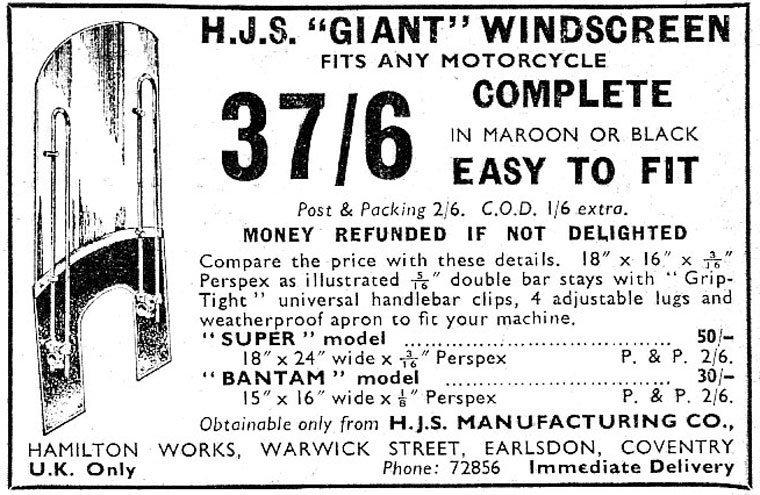 H.J.S. "GIANT" WINDSCREEN
FITS ANY MOTORCYCLE
37/6
COMPLETE
IN MAROON OR BLACK
EASY TO FIT
Post & Packing 2/6. C.O.D. 1/6 extra.
MONEY REFUNDED IF NOT DELIGHTED
Compare the price with these details. 18" x 16" x 3/16"
Perspex as illustrated 5/16" double bar stays with "Grip-
Tight" universal handlebar clips, 4 adjustable lugs and
weatherproof apron to fit your machine.
"SUPER" model ........................................ 50/-
18" x 24" wide x 3/16" Perspex P. & P. 2/6.
"BANTAM" model .................................. 30/-
15" x 16" wide x 1/8" Perspex P. & P. 2/6.
Obtainable only from H.J.S. MANUFACTURING CO.,
HAMILTON WORKS, WARWICK STREET, EARLSDON, COVENTRY
U.K. Only Phone: 72856 Immediate Delivery